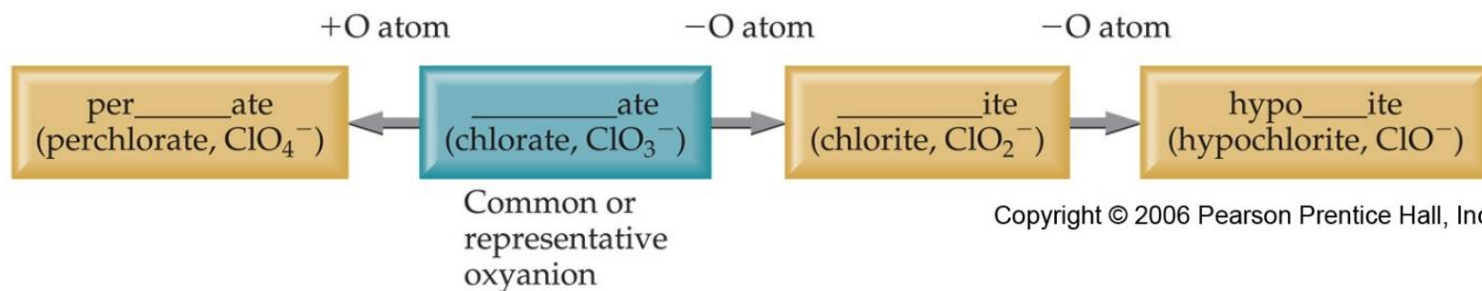 +O atom
−O atom
−O atom
per______ate
(perchlorate, ClO₄⁻)
_________ate
(chlorate, ClO₃⁻)
_________ite
(chlorite, ClO₂⁻)
hypo____ite
(hypochlorite, ClO⁻)
Common or
representative
oxyanion
Copyright © 2006 Pearson Prentice Hall, Inc